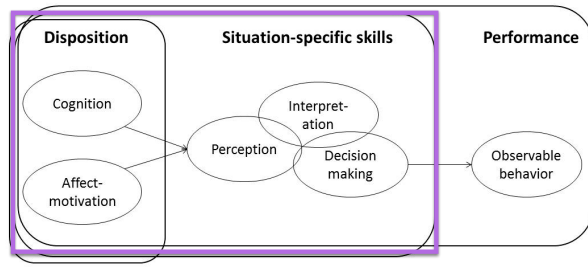 Disposition
Situation-specific skills
Performance
Cognition
Affect-
motivation
Perception
Interpret-
ation
Decision
making
Observable
behavior